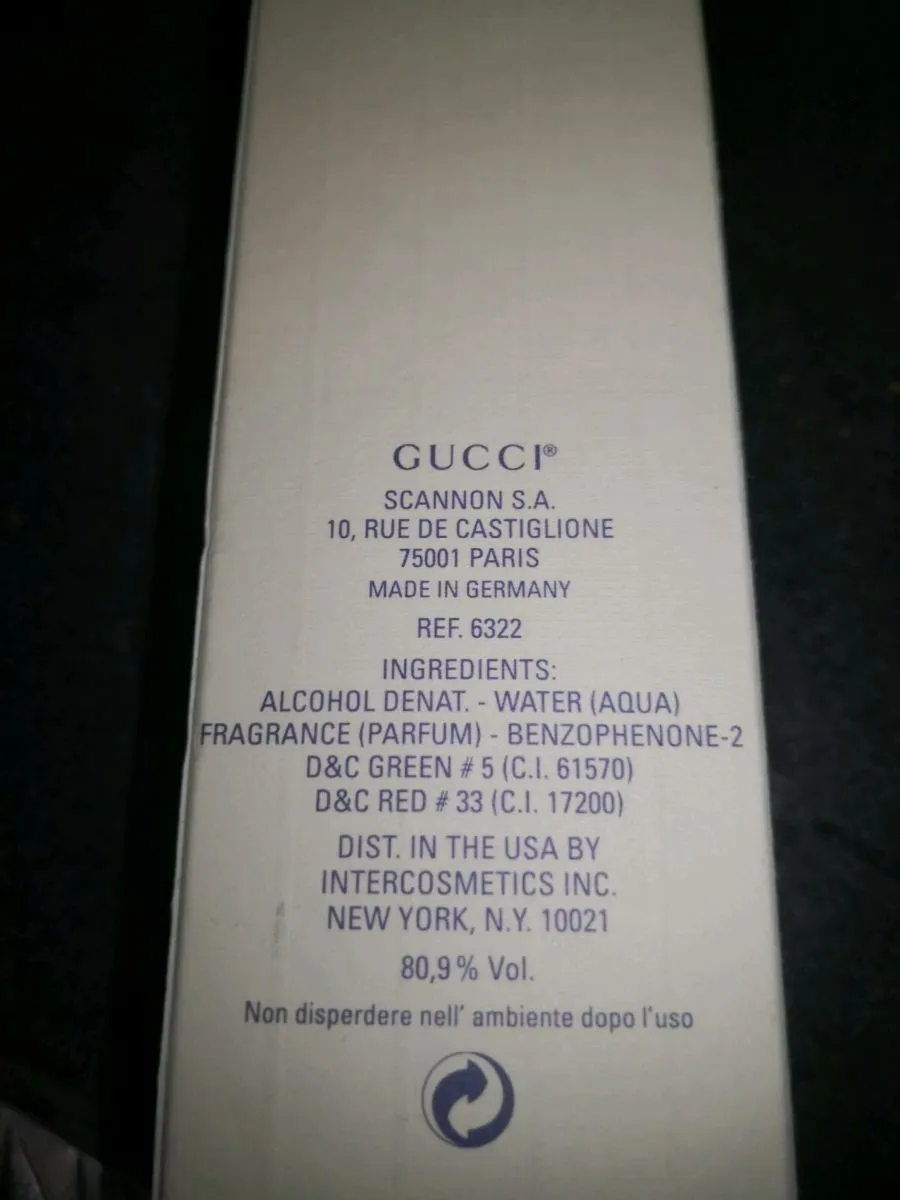 GUCCI®
SCANNON S.A.
10, RUE DE CASTIGLIONE
75001 PARIS
MADE IN GERMANY
REF. 6322
INGREDIENTS:
ALCOHOL DENAT. - WATER (AQUA)
FRAGRANCE (PARFUM) - BENZOPHENONE-2
D&C GREEN # 5 (C.I. 61570)
D&C RED # 33 (C.I. 17200)
DIST. IN THE USA BY
INTERCOSMETICS INC.
NEW YORK, N.Y. 10021
80,9% Vol.
Non disperdere nell' ambiente dopo l'uso